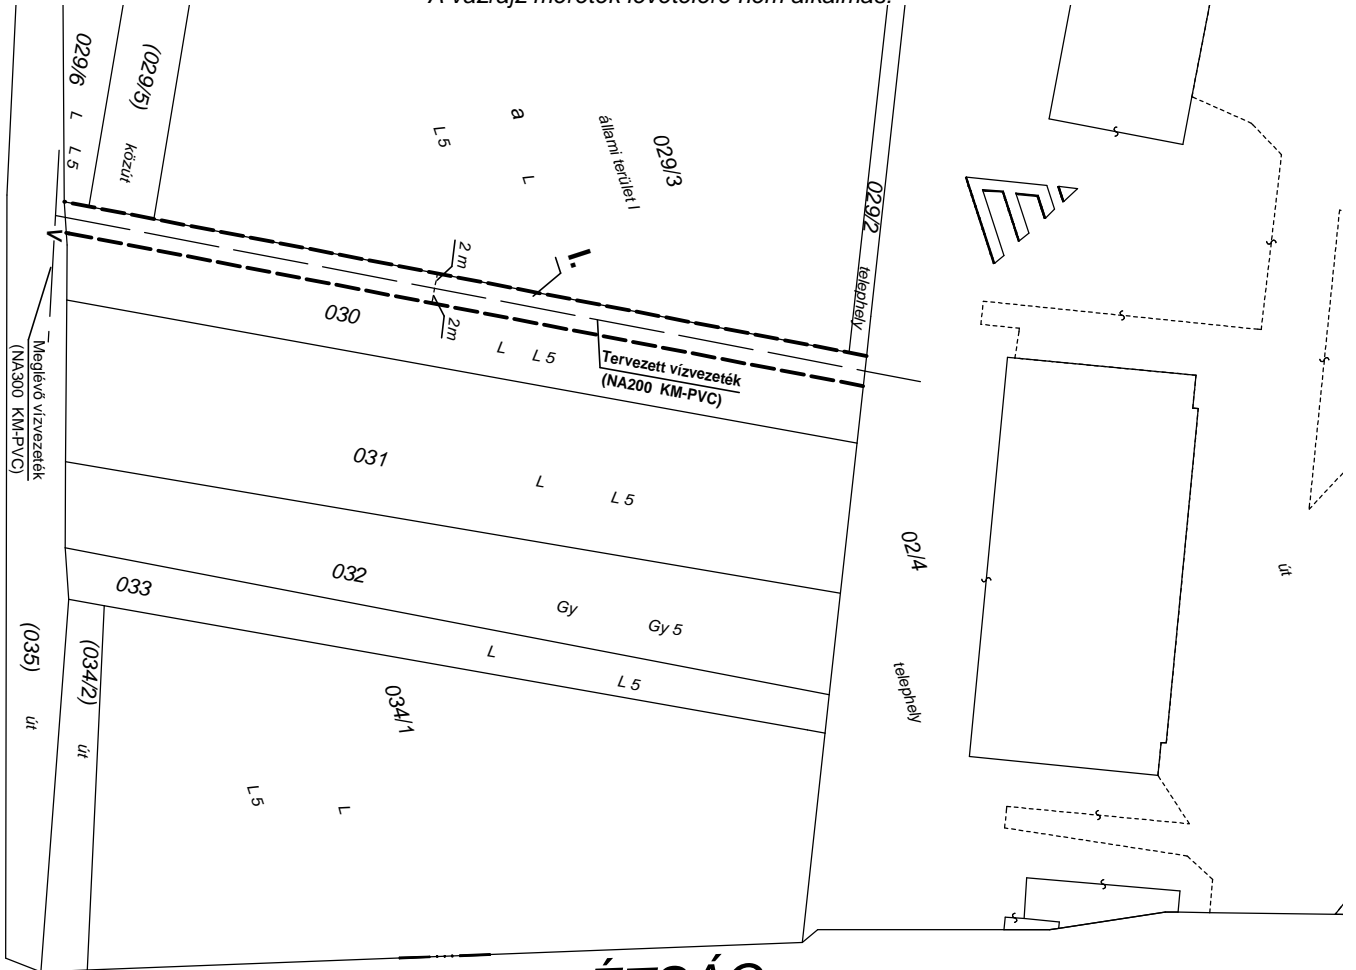 029/6
L
L 5
(029/5)
közút
L 5
a
L
állami terület I
029/3
029/2
telephely
2 m
I.
2m
V
030
L
L 5
Tervezett vízvezeték
(NA200 KM-PVC)
Meglévő vízvezeték
(NA300 KM-PVC)
031
L
L 5
02/4
telephely
út
032
Gy
Gy 5
033
L
L 5
(035)
út
(034/2)
út
034/1
L 5
L